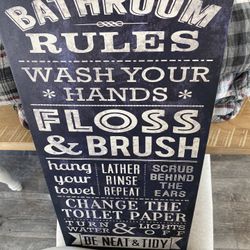 BATHROOM
RULES
WASH YOUR
*HANDS*
FLOSS
& BRUSH
hang your towel
LATHER RINSE REPEAT
SCRUB BEHIND THE EARS
CHANGE THE
TOILET PAPER
TURN WATER & LIGHTS OFF
BE NEAT & TIDY